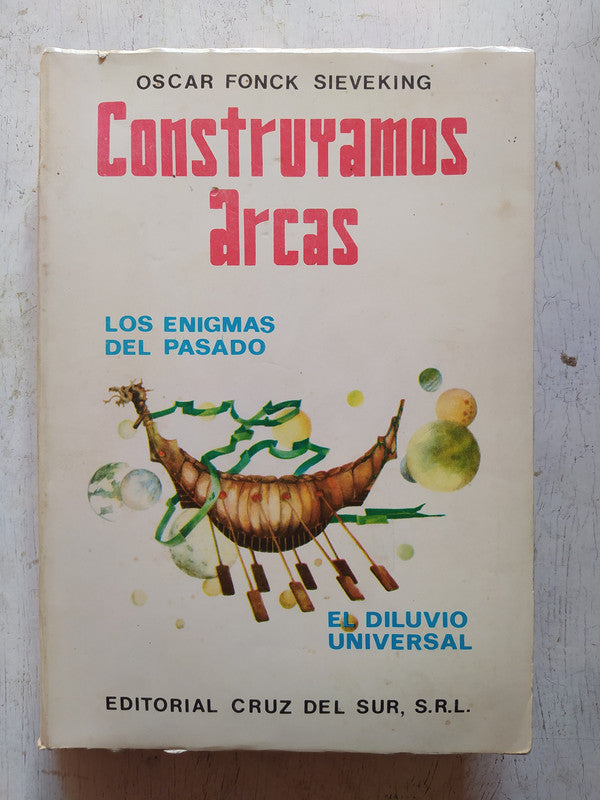 OSCAR FONCK SIEVEKING
Construyamos
arcas
LOS ENIGMAS
DEL PASADO
EL DILUVIO
UNIVERSAL
EDITORIAL CRUZ DEL SUR, S.R.L.